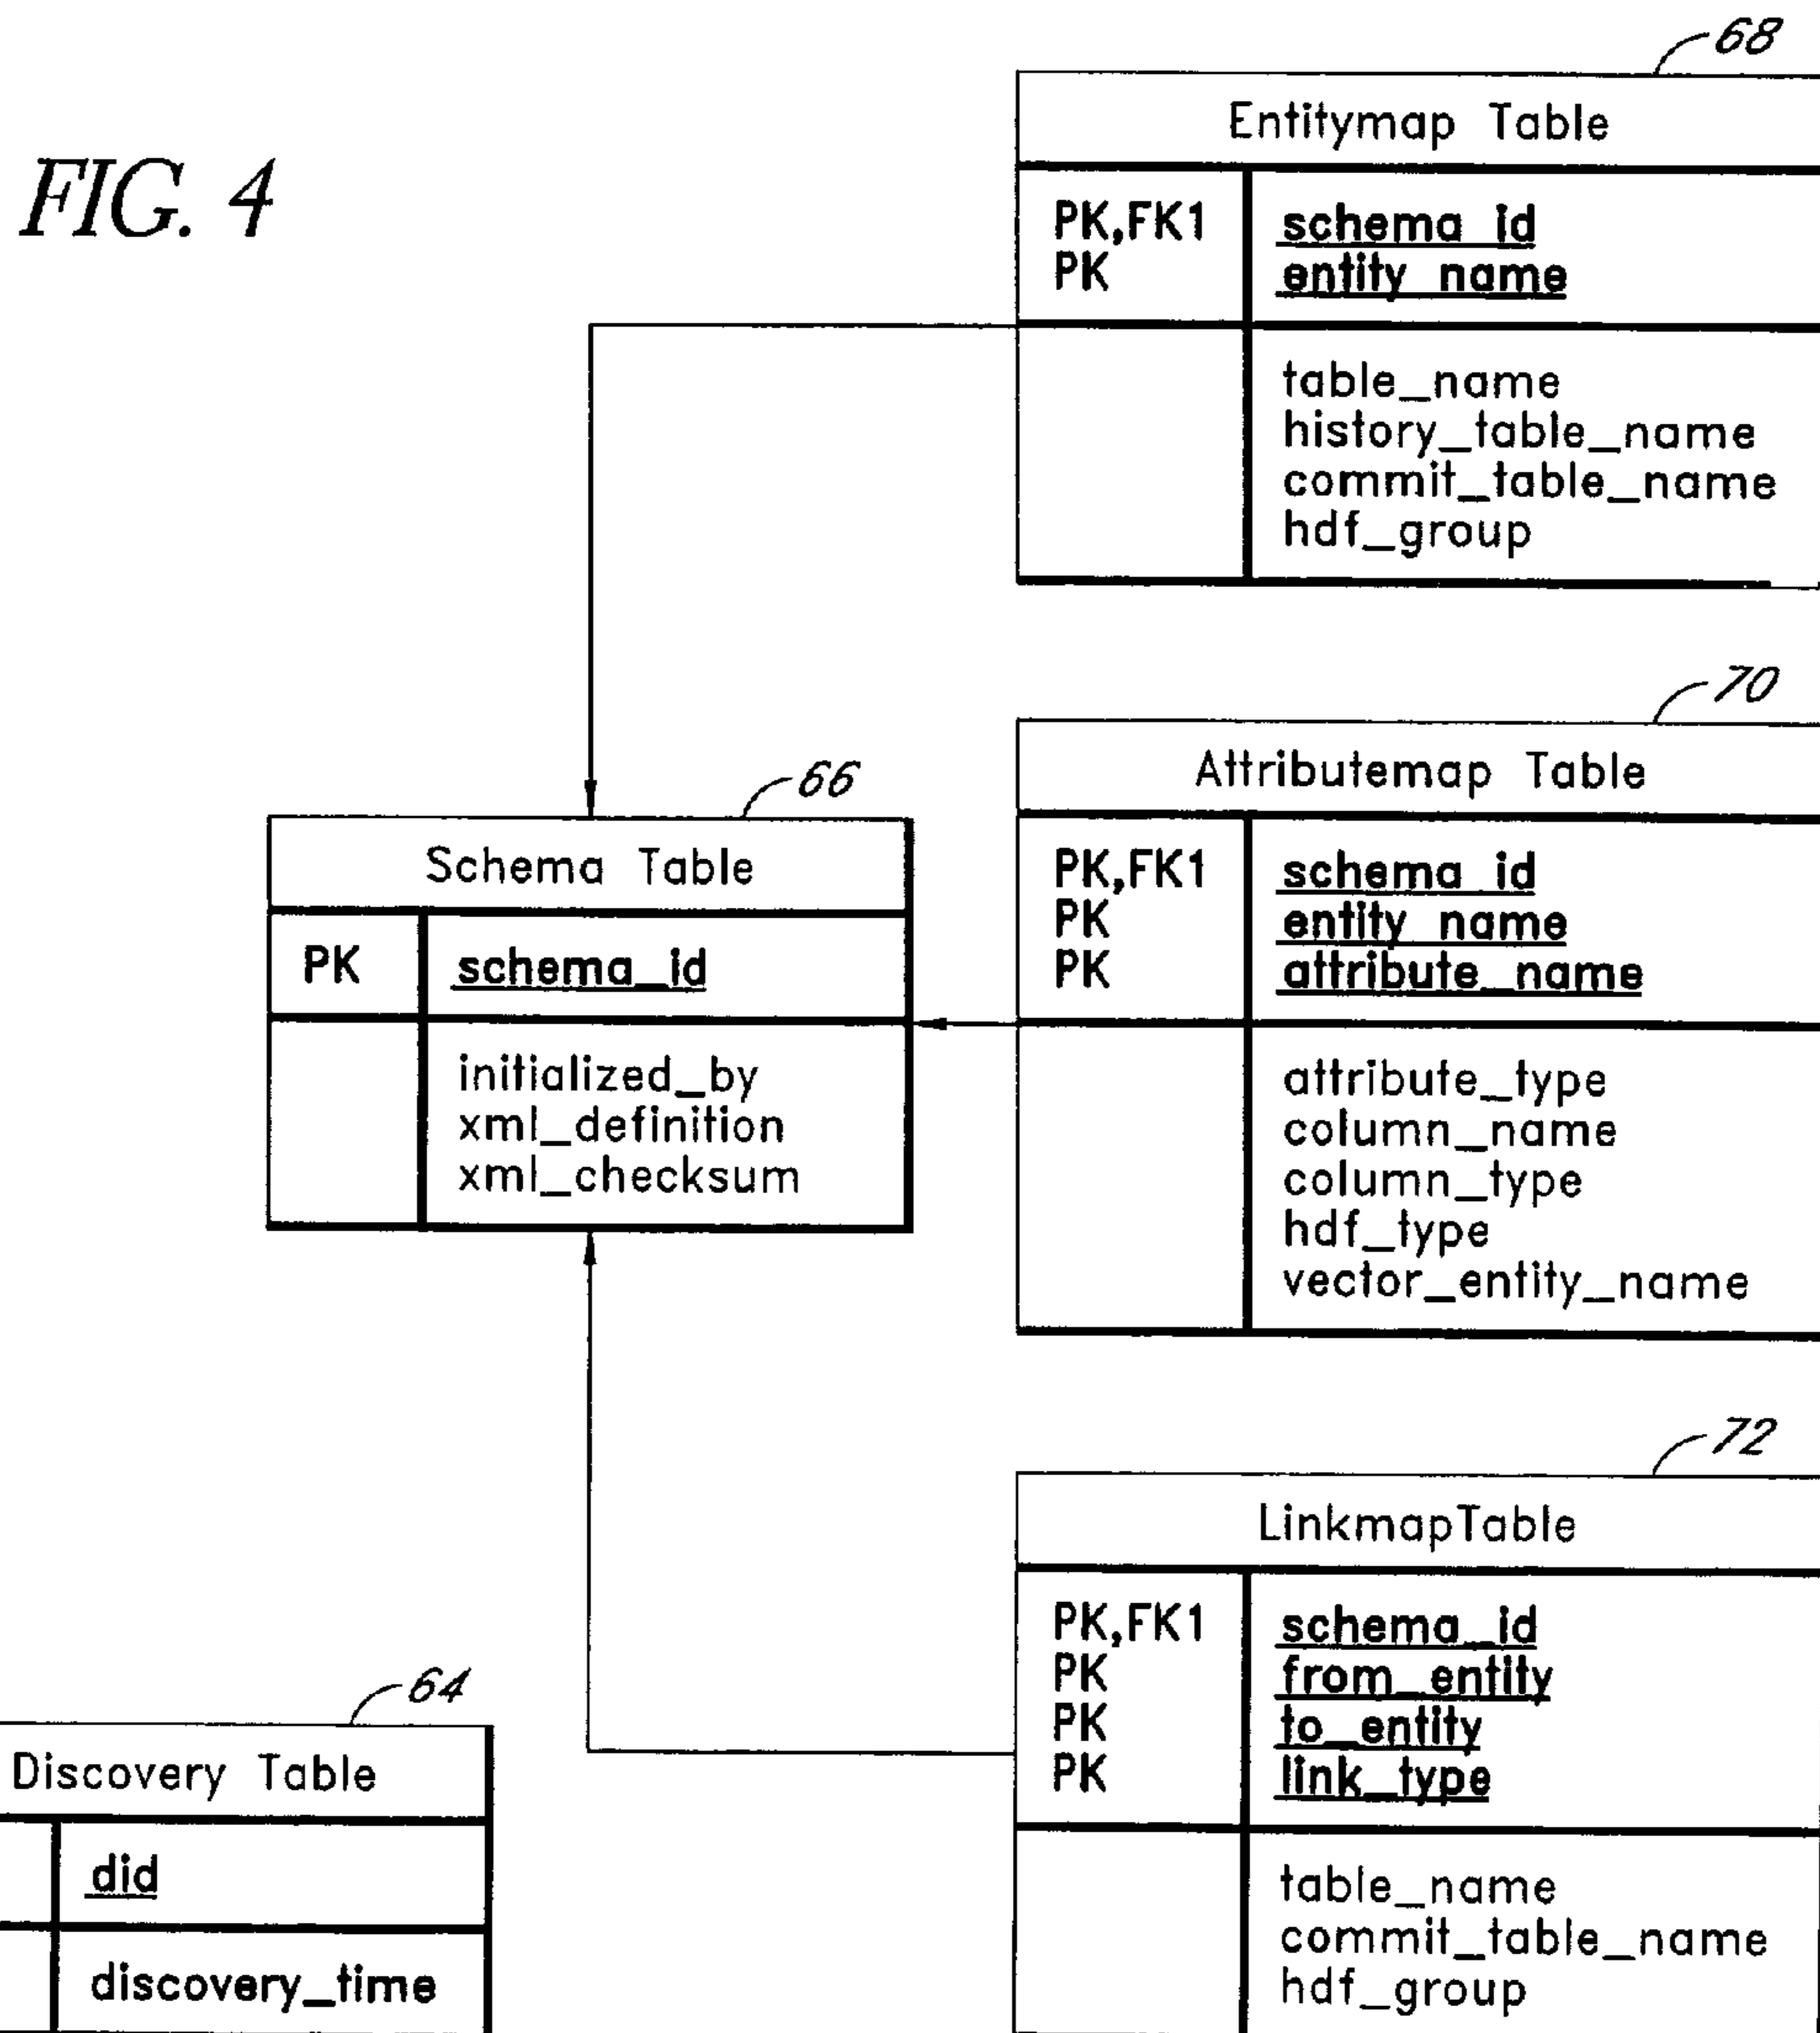 FIG. 4
68
Entitymap Table
PK,FK1 schema_id
PK entity_name
table_name
history_table_name
commit_table_name
hdf_group
70
Attributemap Table
PK,FK1 schema_id
PK entity_name
PK attribute_name
attribute_type
column_name
column_type
hdf_type
vector_entity_name
66
Schema Table
PK schema_id
initialized_by
xml_definition
xml_checksum
72
LinkmapTable
PK,FK1 schema_id
PK from_entity
PK to_entity
PK link_type
table_name
commit_table_name
hdf_group
64
Discovery Table
did
discovery_time